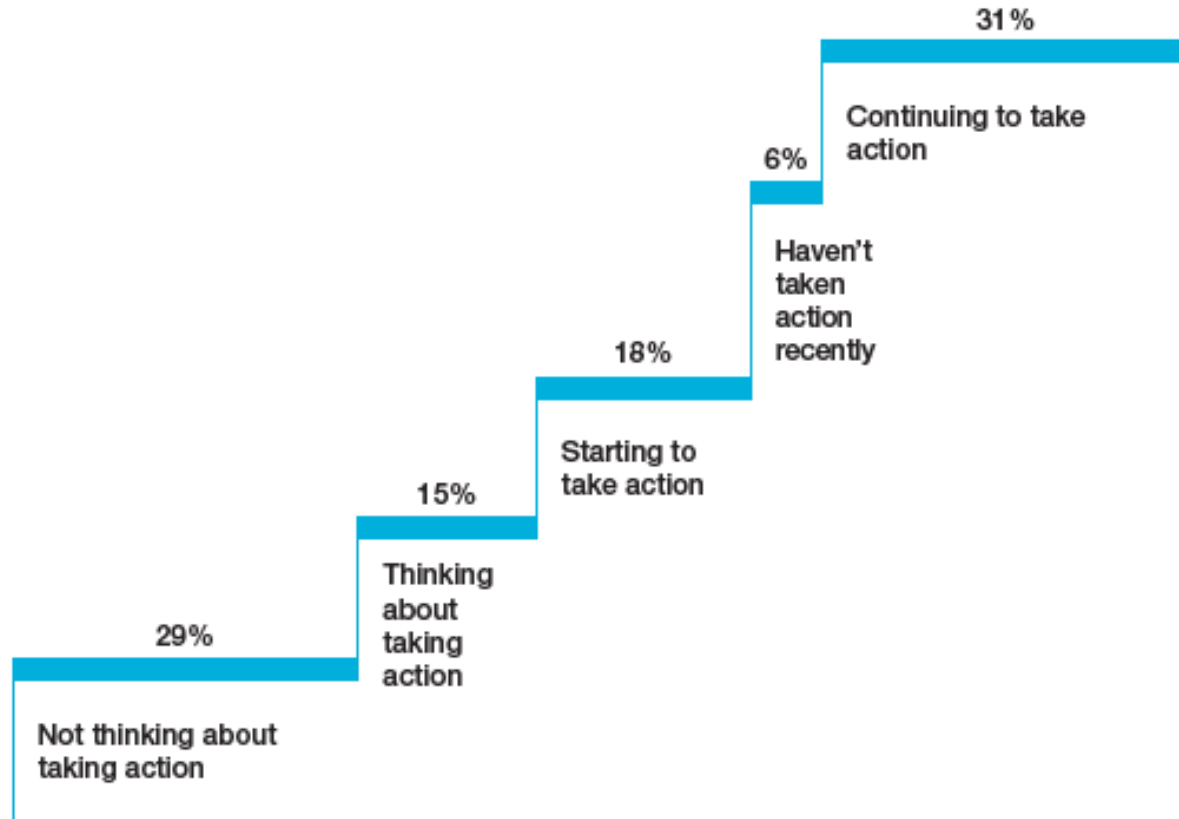 31%
Continuing to take
action
6%
Haven't
taken
action
recently
18%
Starting to
take action
15%
Thinking
about
taking
action
29%
Not thinking about
taking action